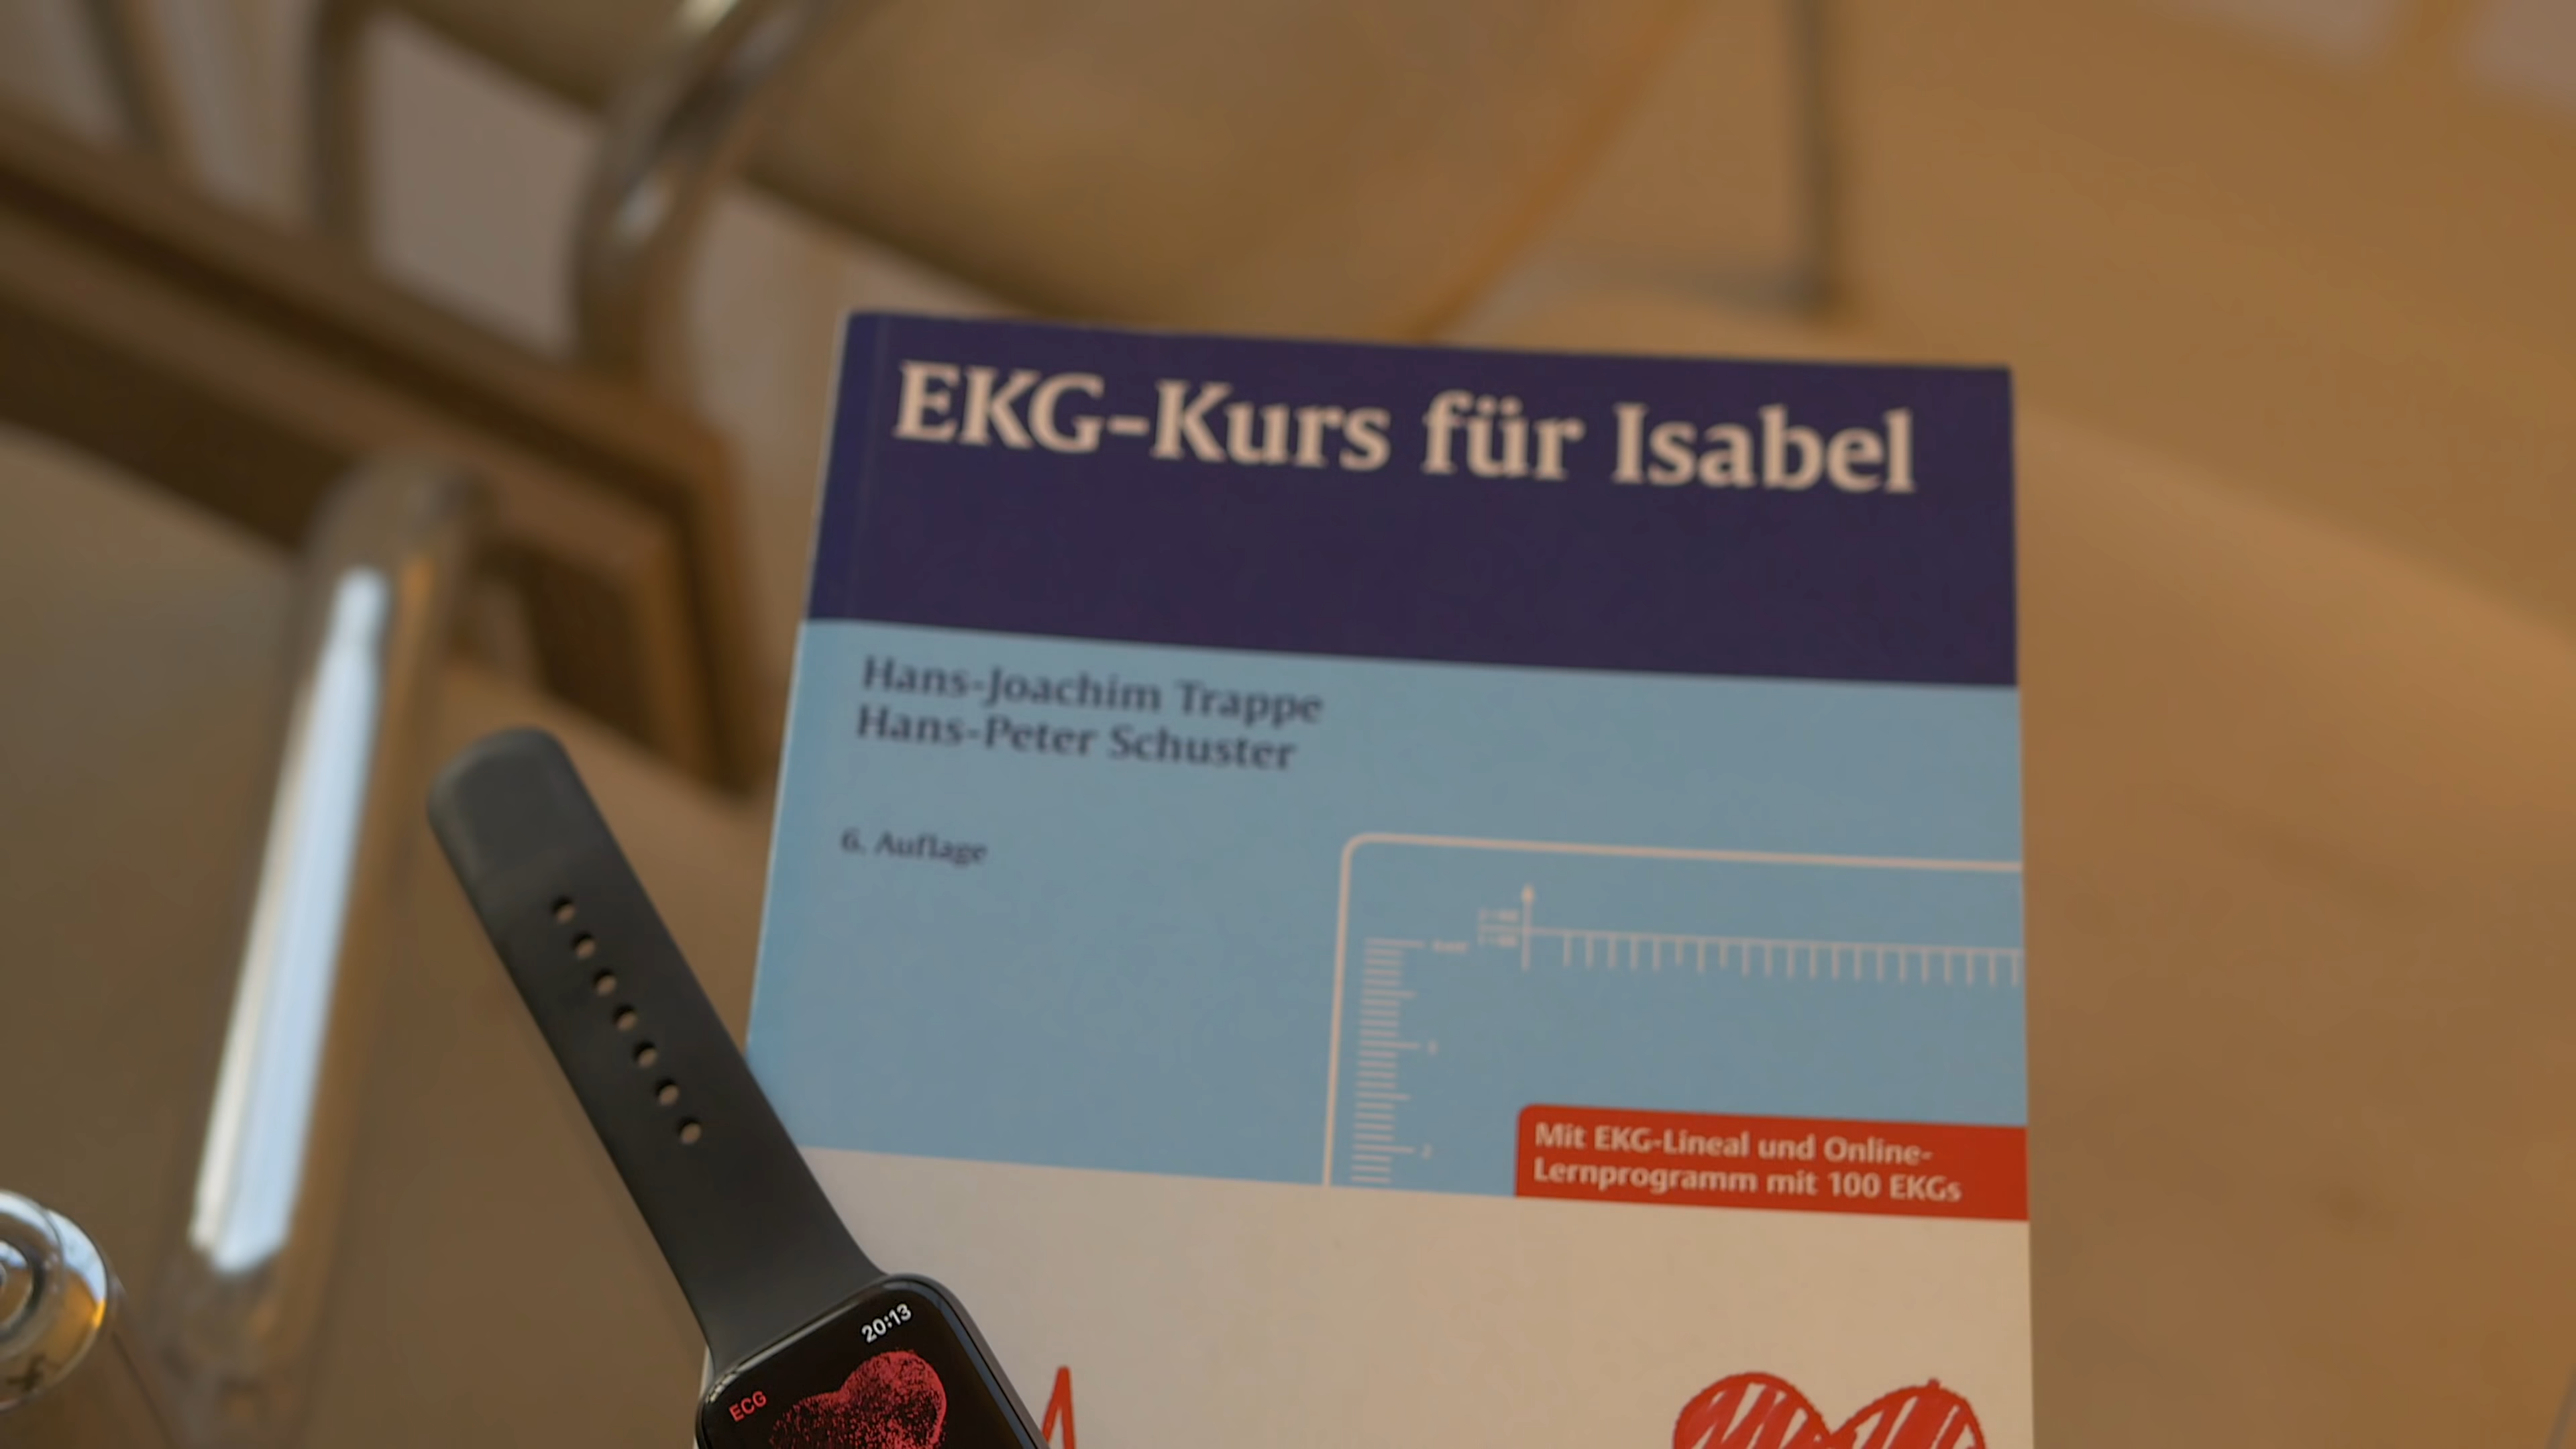 EKG-Kurs für Isabel
Hans-Joachim Trappe
Hans-Peter Schuster
6. Auflage
Mit EKG-Lineal und Online-
Lernprogramm mit 100 EKGs
20:13
ECG